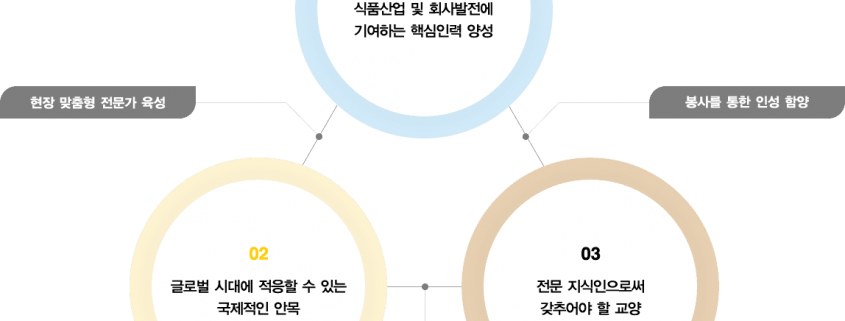 식품산업 및 회사발전에
기여하는 핵심인력 양성
현장 맞춤형 전문가 육성
봉사를 통한 인성 함양
02
글로벌 시대에 적응할 수 있는
국제적인 안목
03
전문 지식인으로써
갖추어야 할 교양